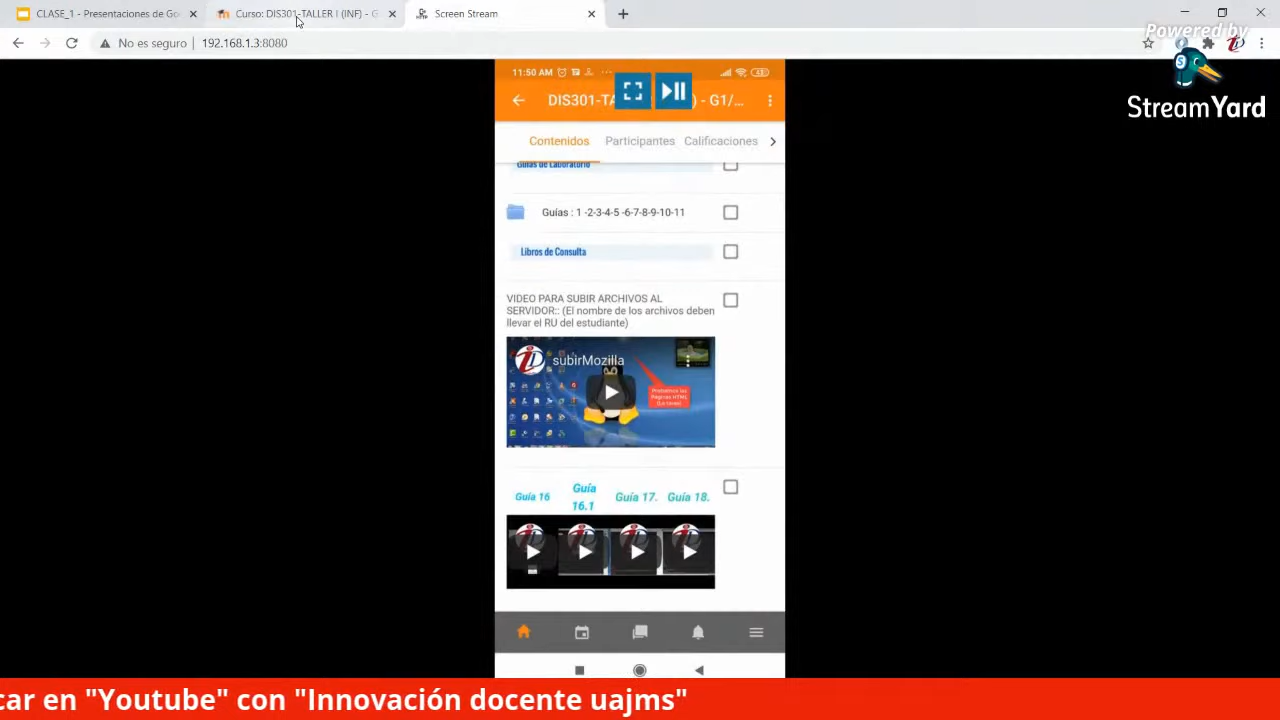 CLASE_1 - Presentaciones de Go
Curso: DIS301-TALLER I (INF) - G
Screen Stream
No es seguro
192.168.1.3:8080
Powered by
StreamYard
11:50 AM
43
DIS301-TA
) - G1/...
Contenidos
Participantes
Calificaciones
Guías de Laboratorio
Guías : 1 -2-3-4-5 -6-7-8-9-10-11
Libros de Consulta
VIDEO PARA SUBIR ARCHIVOS AL
SERVIDOR:: (El nombre de los archivos deben
llevar el RU del estudiante)
subirMozilla
Guía 16
Guía
16.1
Guía 17.
Guía 18.
car en "Youtube" con "Innovación docente uajms"